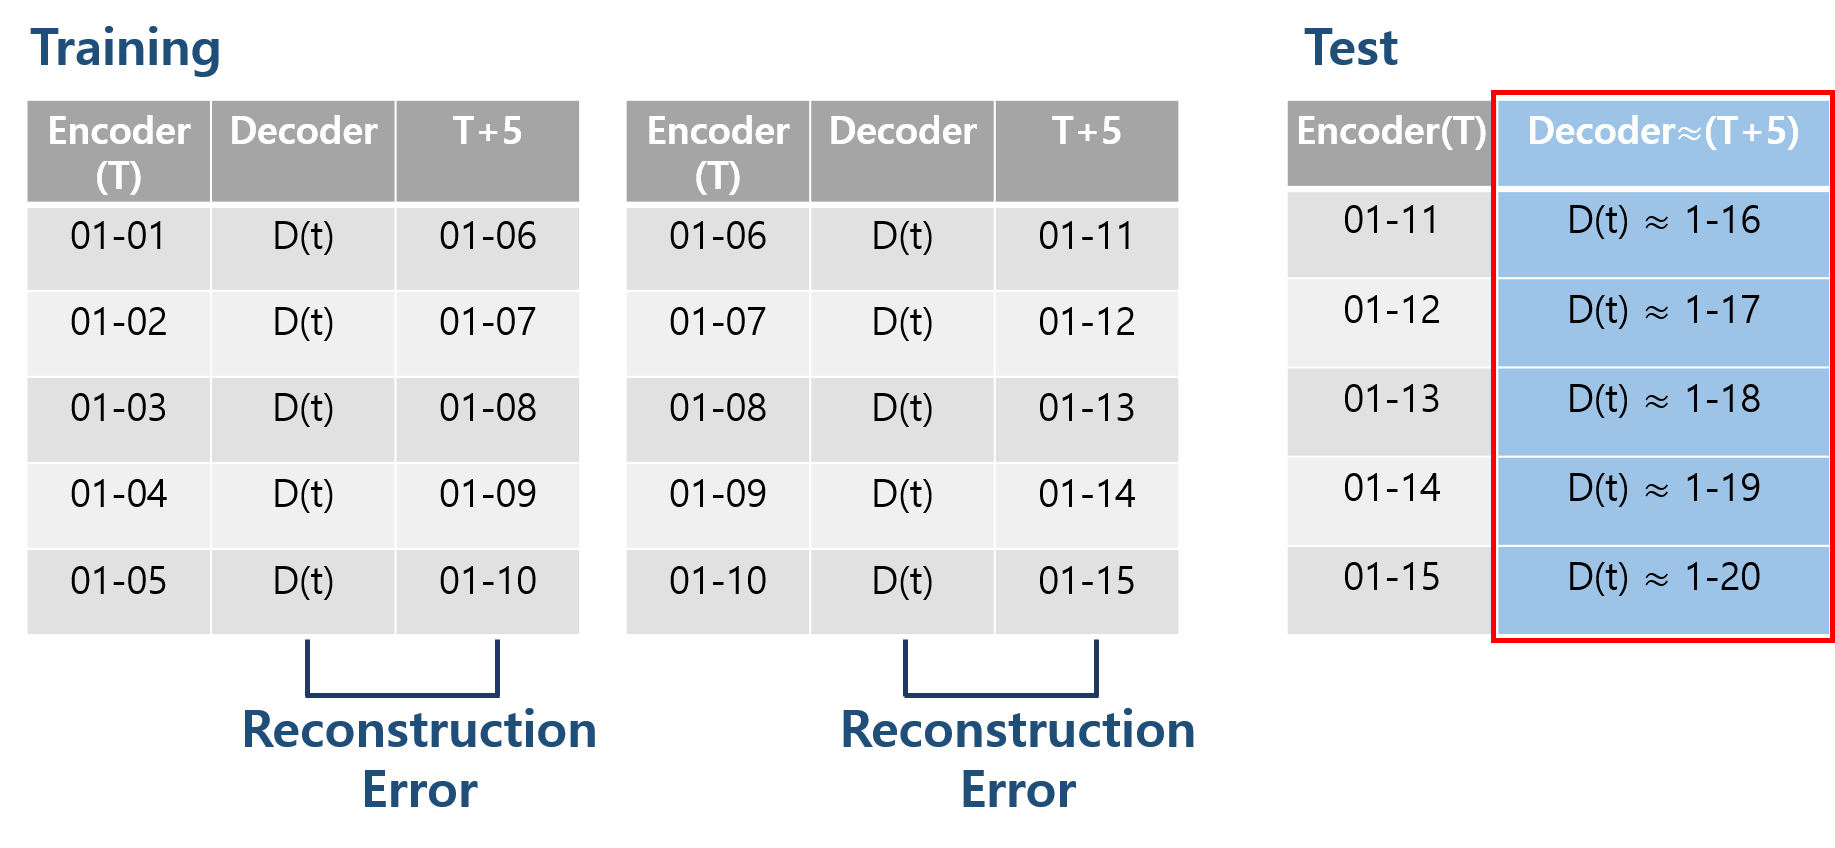 Training
Encoder (T) Decoder T+5
01-01 D(t) 01-06
01-02 D(t) 01-07
01-03 D(t) 01-08
01-04 D(t) 01-09
01-05 D(t) 01-10
Reconstruction
Error
Encoder (T) Decoder T+5
01-06 D(t) 01-11
01-07 D(t) 01-12
01-08 D(t) 01-13
01-09 D(t) 01-14
01-10 D(t) 01-15
Reconstruction
Error
Test
Encoder(T) Decoder≈(T+5)
01-11 D(t) ≈ 1-16
01-12 D(t) ≈ 1-17
01-13 D(t) ≈ 1-18
01-14 D(t) ≈ 1-19
01-15 D(t) ≈ 1-20